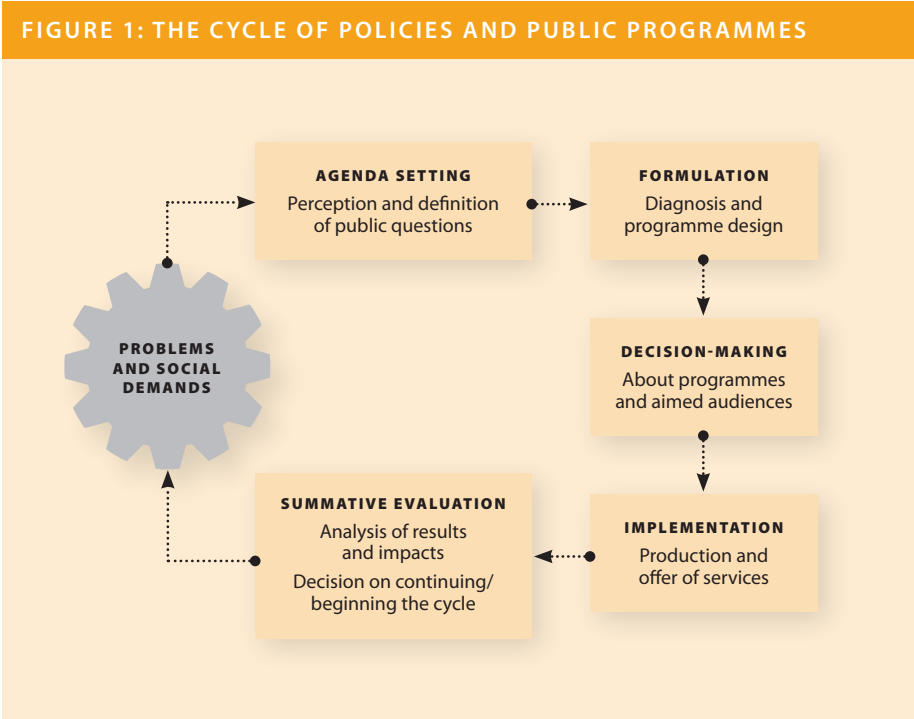 FIGURE 1: THE CYCLE OF POLICIES AND PUBLIC PROGRAMMES
AGENDA SETTING
Perception and definition
of public questions
FORMULATION
Diagnosis and
programme design
PROBLEMS
AND SOCIAL
DEMANDS
DECISION-MAKING
About programmes
and aimed audiences
SUMMATIVE EVALUATION
Analysis of results
and impacts
Decision on continuing/
beginning the cycle
IMPLEMENTATION
Production and
offer of services